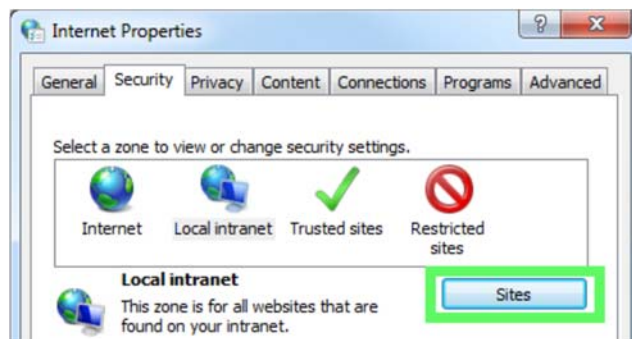 Internet Properties
?
X
General Security Privacy Content Connections Programs Advanced
Select a zone to view or change security settings.
Internet Local intranet Trusted sites Restricted
sites
Local intranet
Sites
This zone is for all websites that are
found on your intranet.